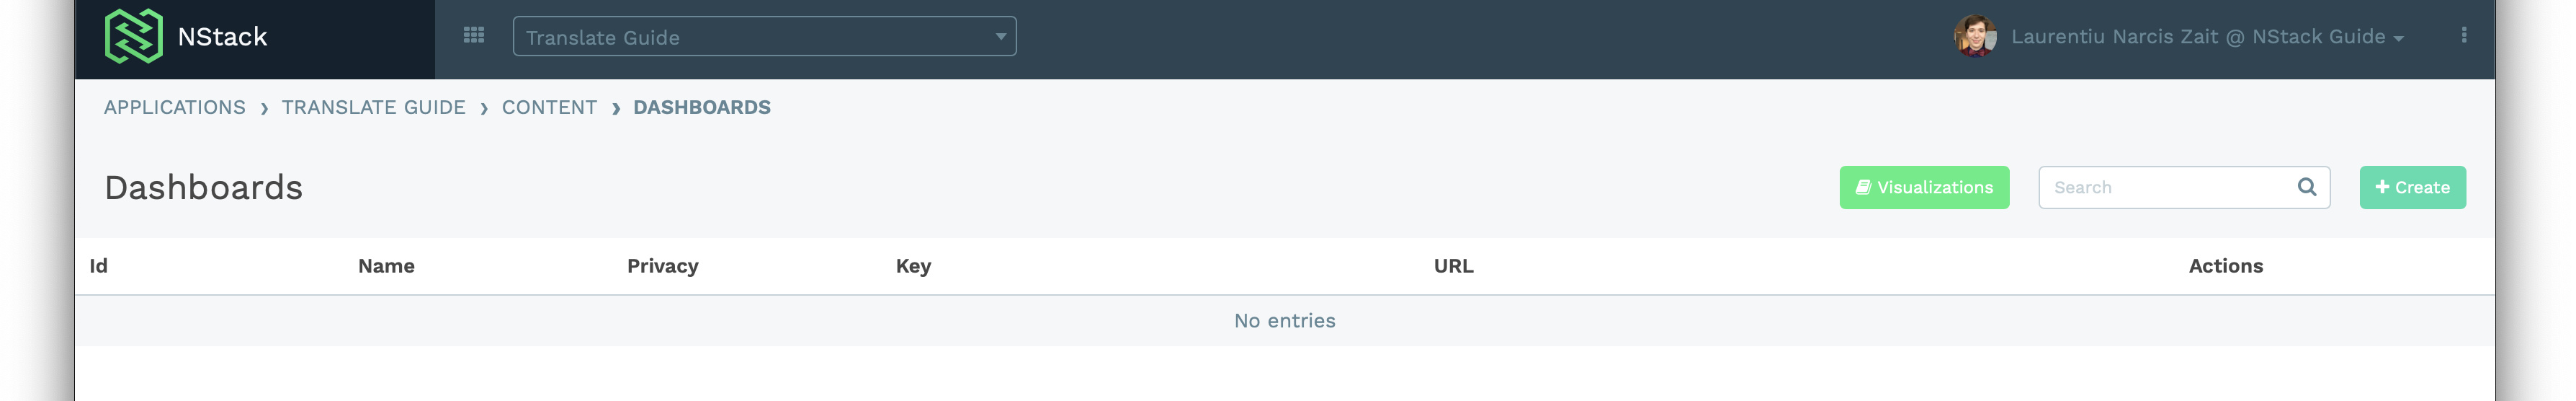 NStack
Translate Guide
Laurentiu Narcis Zait @ NStack Guide
APPLICATIONS › TRANSLATE GUIDE › CONTENT › DASHBOARDS
Dashboards
Visualizations
Search
Create
Id Name Privacy Key URL Actions
No entries